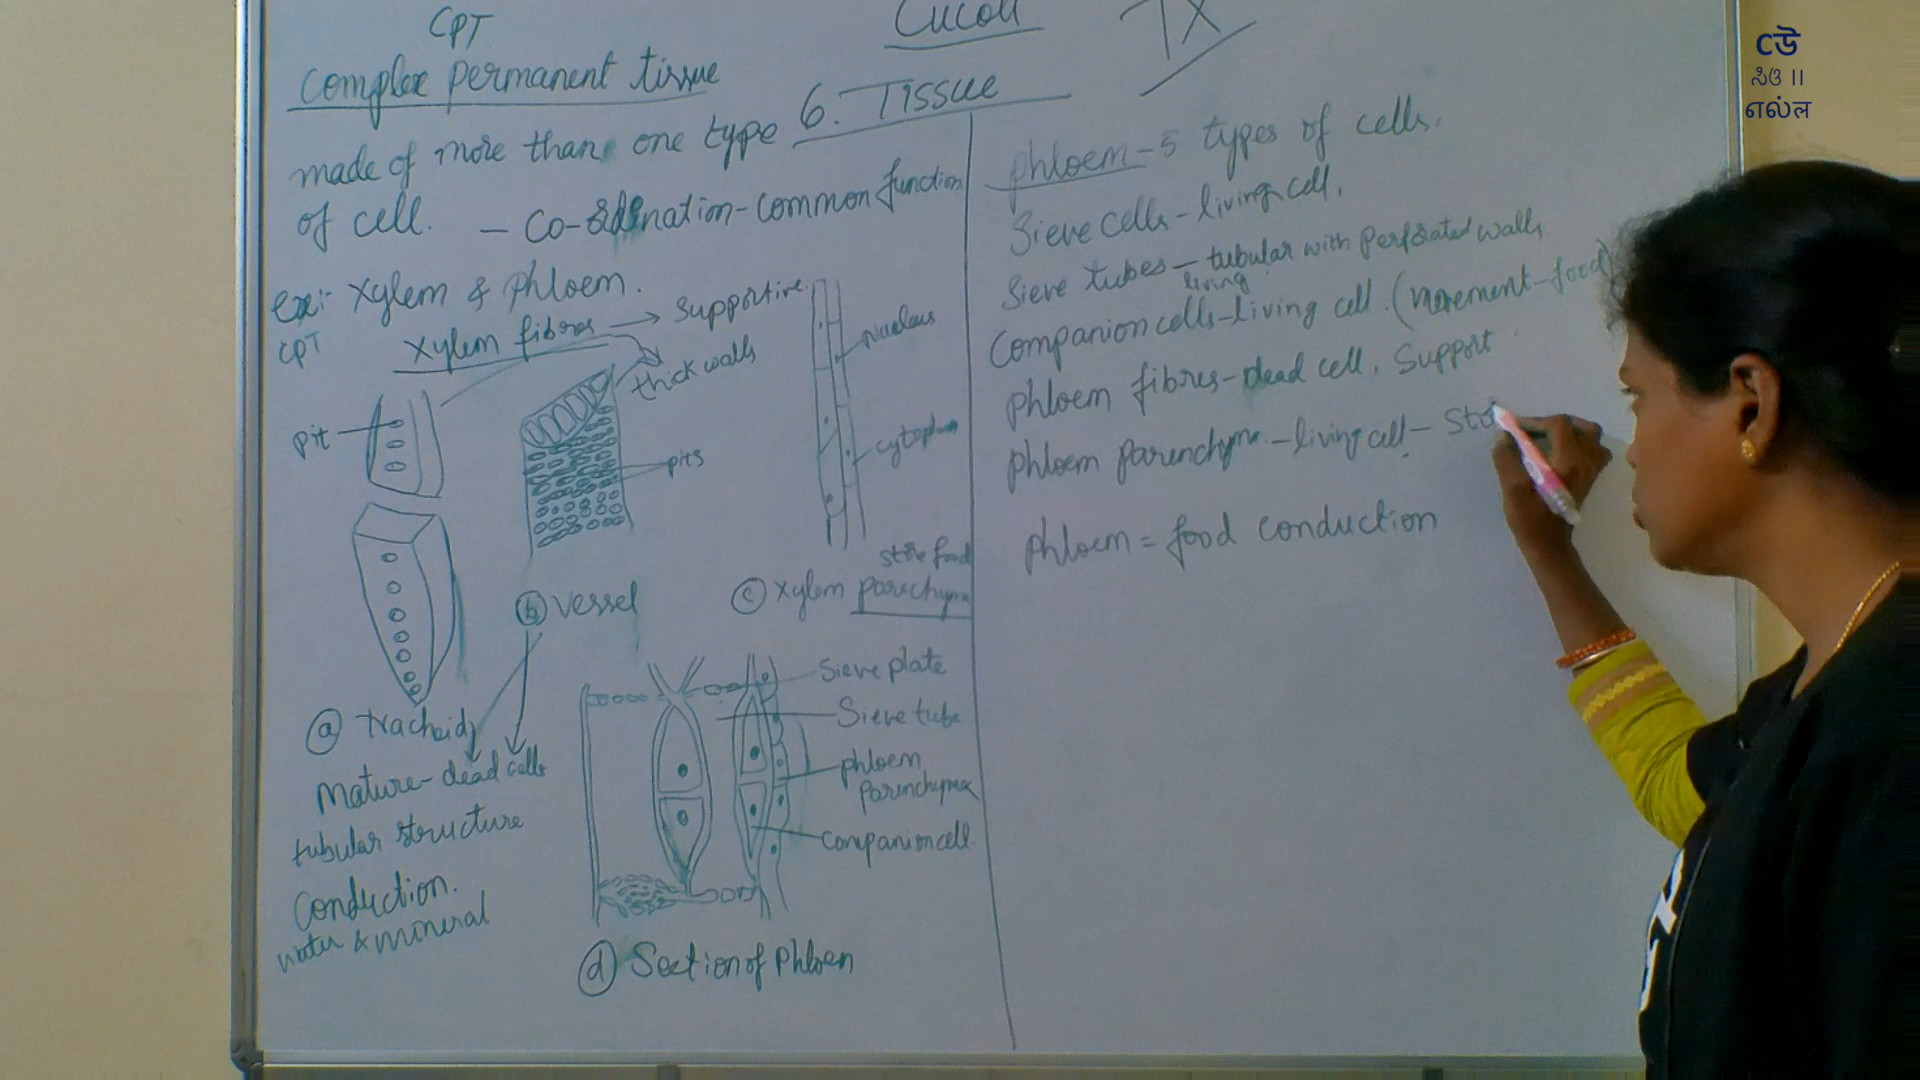 CPT
Cucoll
IX
Complex permanent tissue
6. Tissue
made of more than one type
of cell. – Co-ordination - common function
ex:- Xylem & Phloem.
CPT
Xylem fibres → Supportive
thick walls
pit
pits
nucleus
cytoplasm
store food
ⓑ vessel
ⓒ Xylem parechyma
ⓐ trachaids
Mature - dead cells
tubular structure
Conduction.
water & mineral
Sieve plate
Sieve tube
phloem
parenchyma
Companion cell
ⓓ Section of Phloem
phloem - 5 types of cells.
Sieve cells - living cell.
Sieve tubes - tubular with perforated walls
living
Companion cells - living cell. (movement - food)
phloem fibres - dead cell. Support
phloem parenchyma - living cell - Sto
phloem = food conduction
Cউ
ಸಿಓ ॥
எல்ल